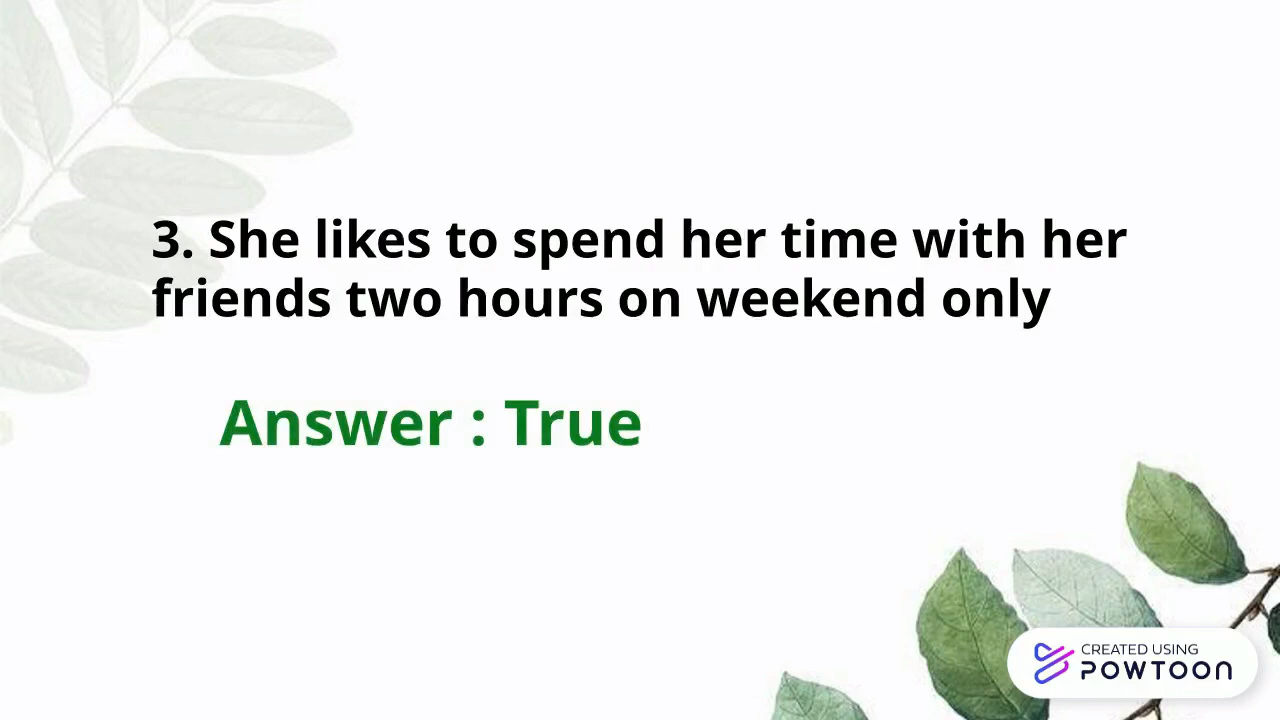 3. She likes to spend her time with her
friends two hours on weekend only
Answer : True
CREATED USING
POWTOON